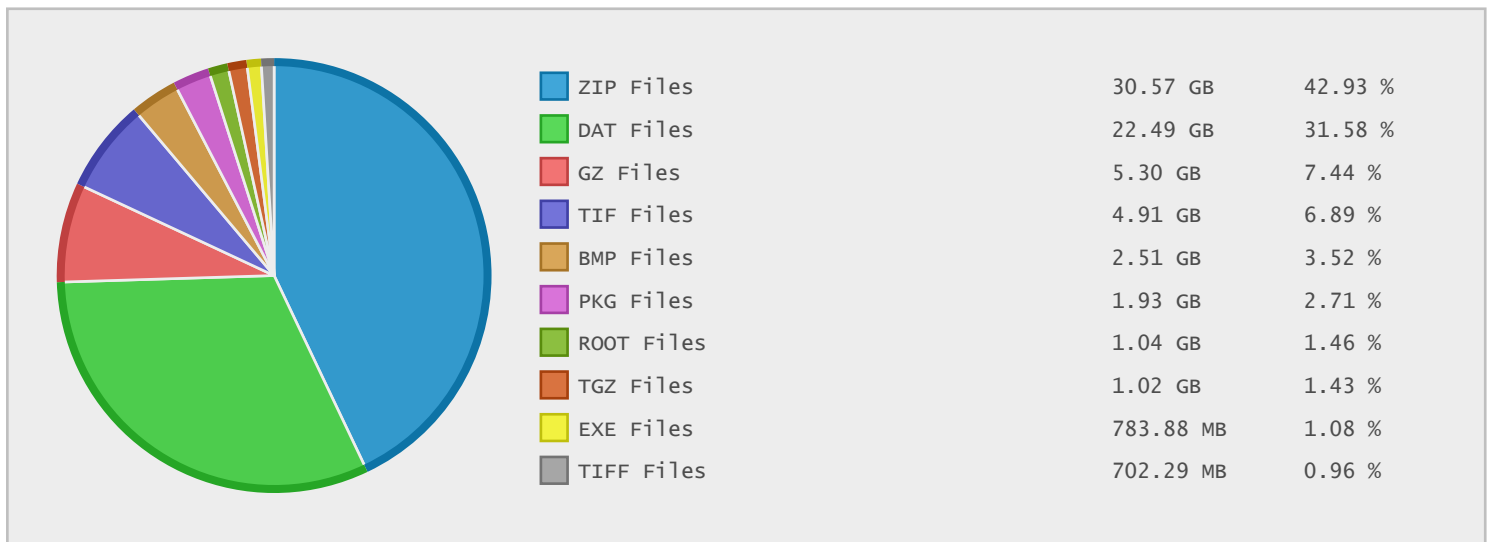 ZIP Files 30.57 GB 42.93 %
DAT Files 22.49 GB 31.58 %
GZ Files 5.30 GB 7.44 %
TIF Files 4.91 GB 6.89 %
BMP Files 2.51 GB 3.52 %
PKG Files 1.93 GB 2.71 %
ROOT Files 1.04 GB 1.46 %
TGZ Files 1.02 GB 1.43 %
EXE Files 783.88 MB 1.08 %
TIFF Files 702.29 MB 0.96 %